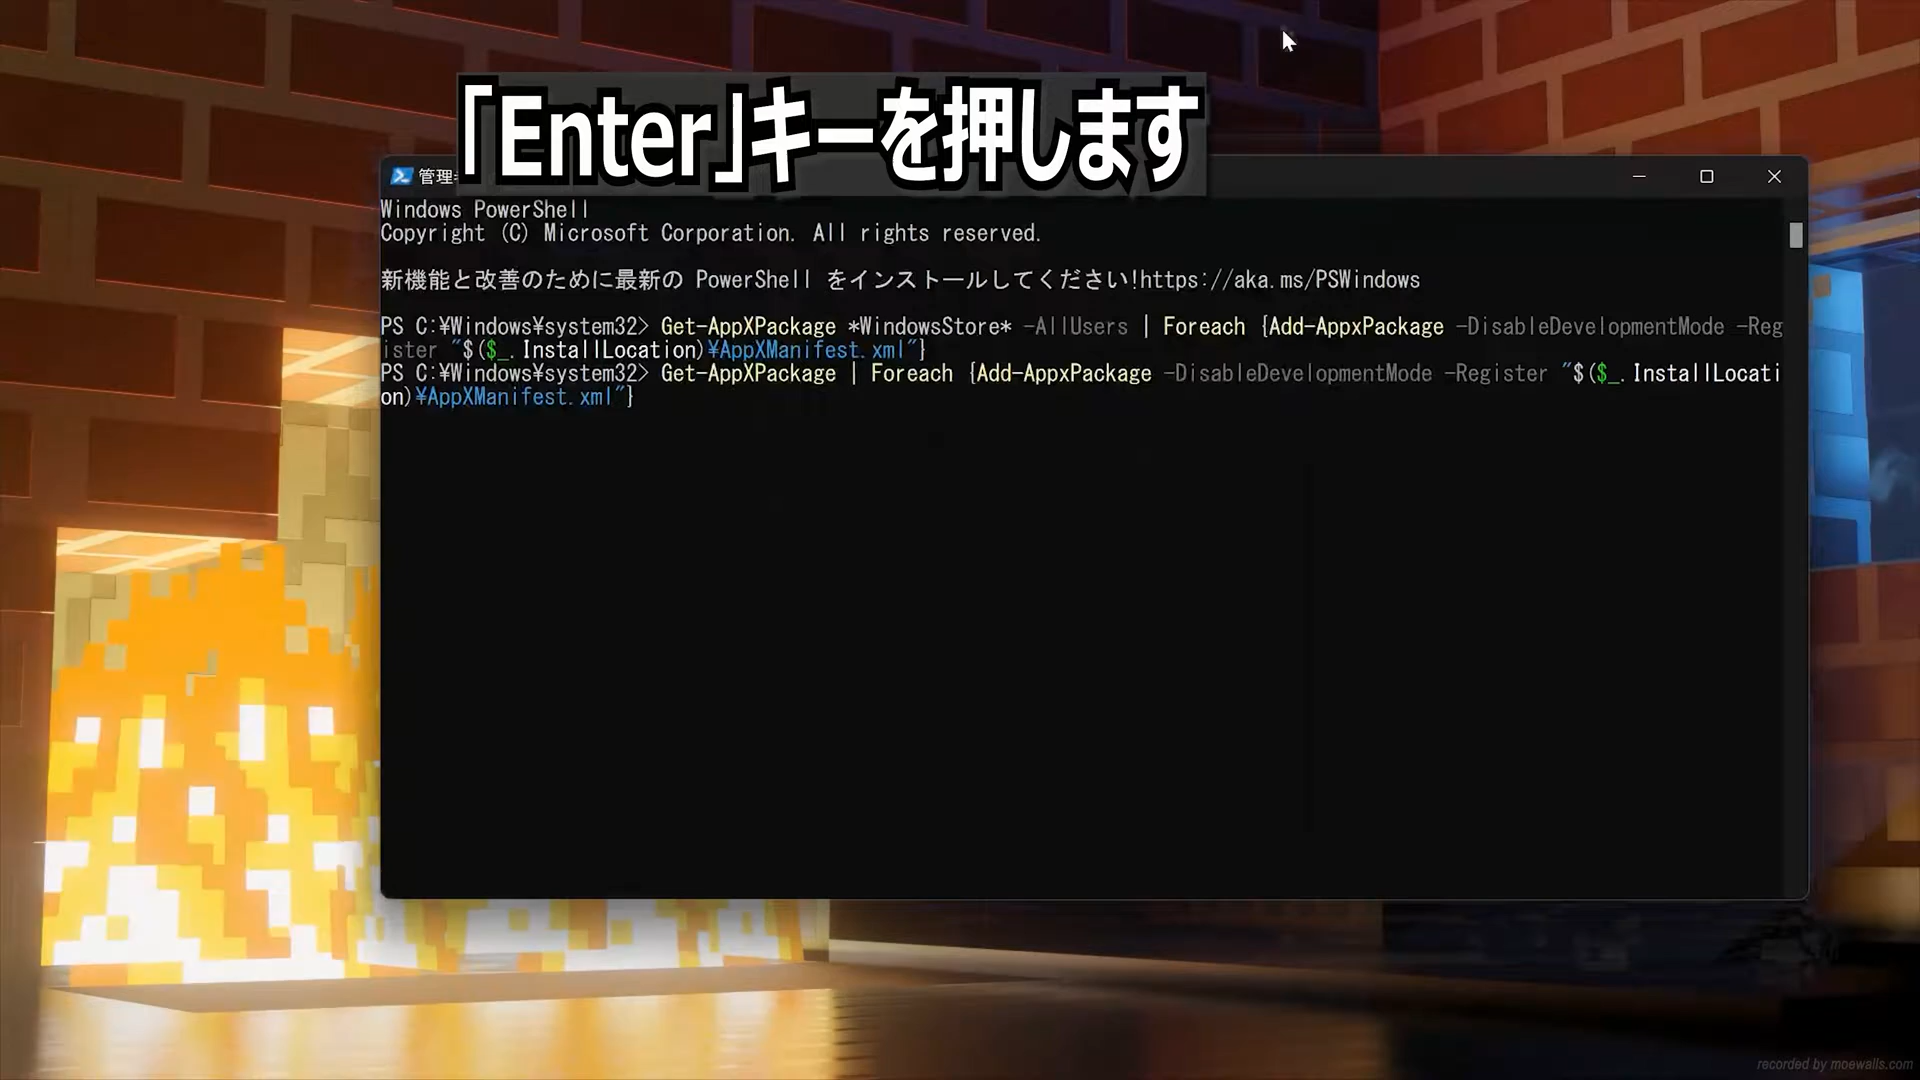 「Enter」キーを押します
管理
Windows PowerShell
Copyright (C) Microsoft Corporation. All rights reserved.
新機能と改善のために最新の PowerShell をインストールしてください!https://aka.ms/PSWindows
PS C:¥Windows¥system32> Get-AppXPackage *WindowsStore* -AllUsers | Foreach {Add-AppxPackage -DisableDevelopmentMode -Reg
ister "$($_.InstallLocation)¥AppXManifest.xml"}
PS C:¥Windows¥system32> Get-AppXPackage | Foreach {Add-AppxPackage -DisableDevelopmentMode -Register "$($_.InstallLocati
on)¥AppXManifest.xml"}
recorded by moewalls.com